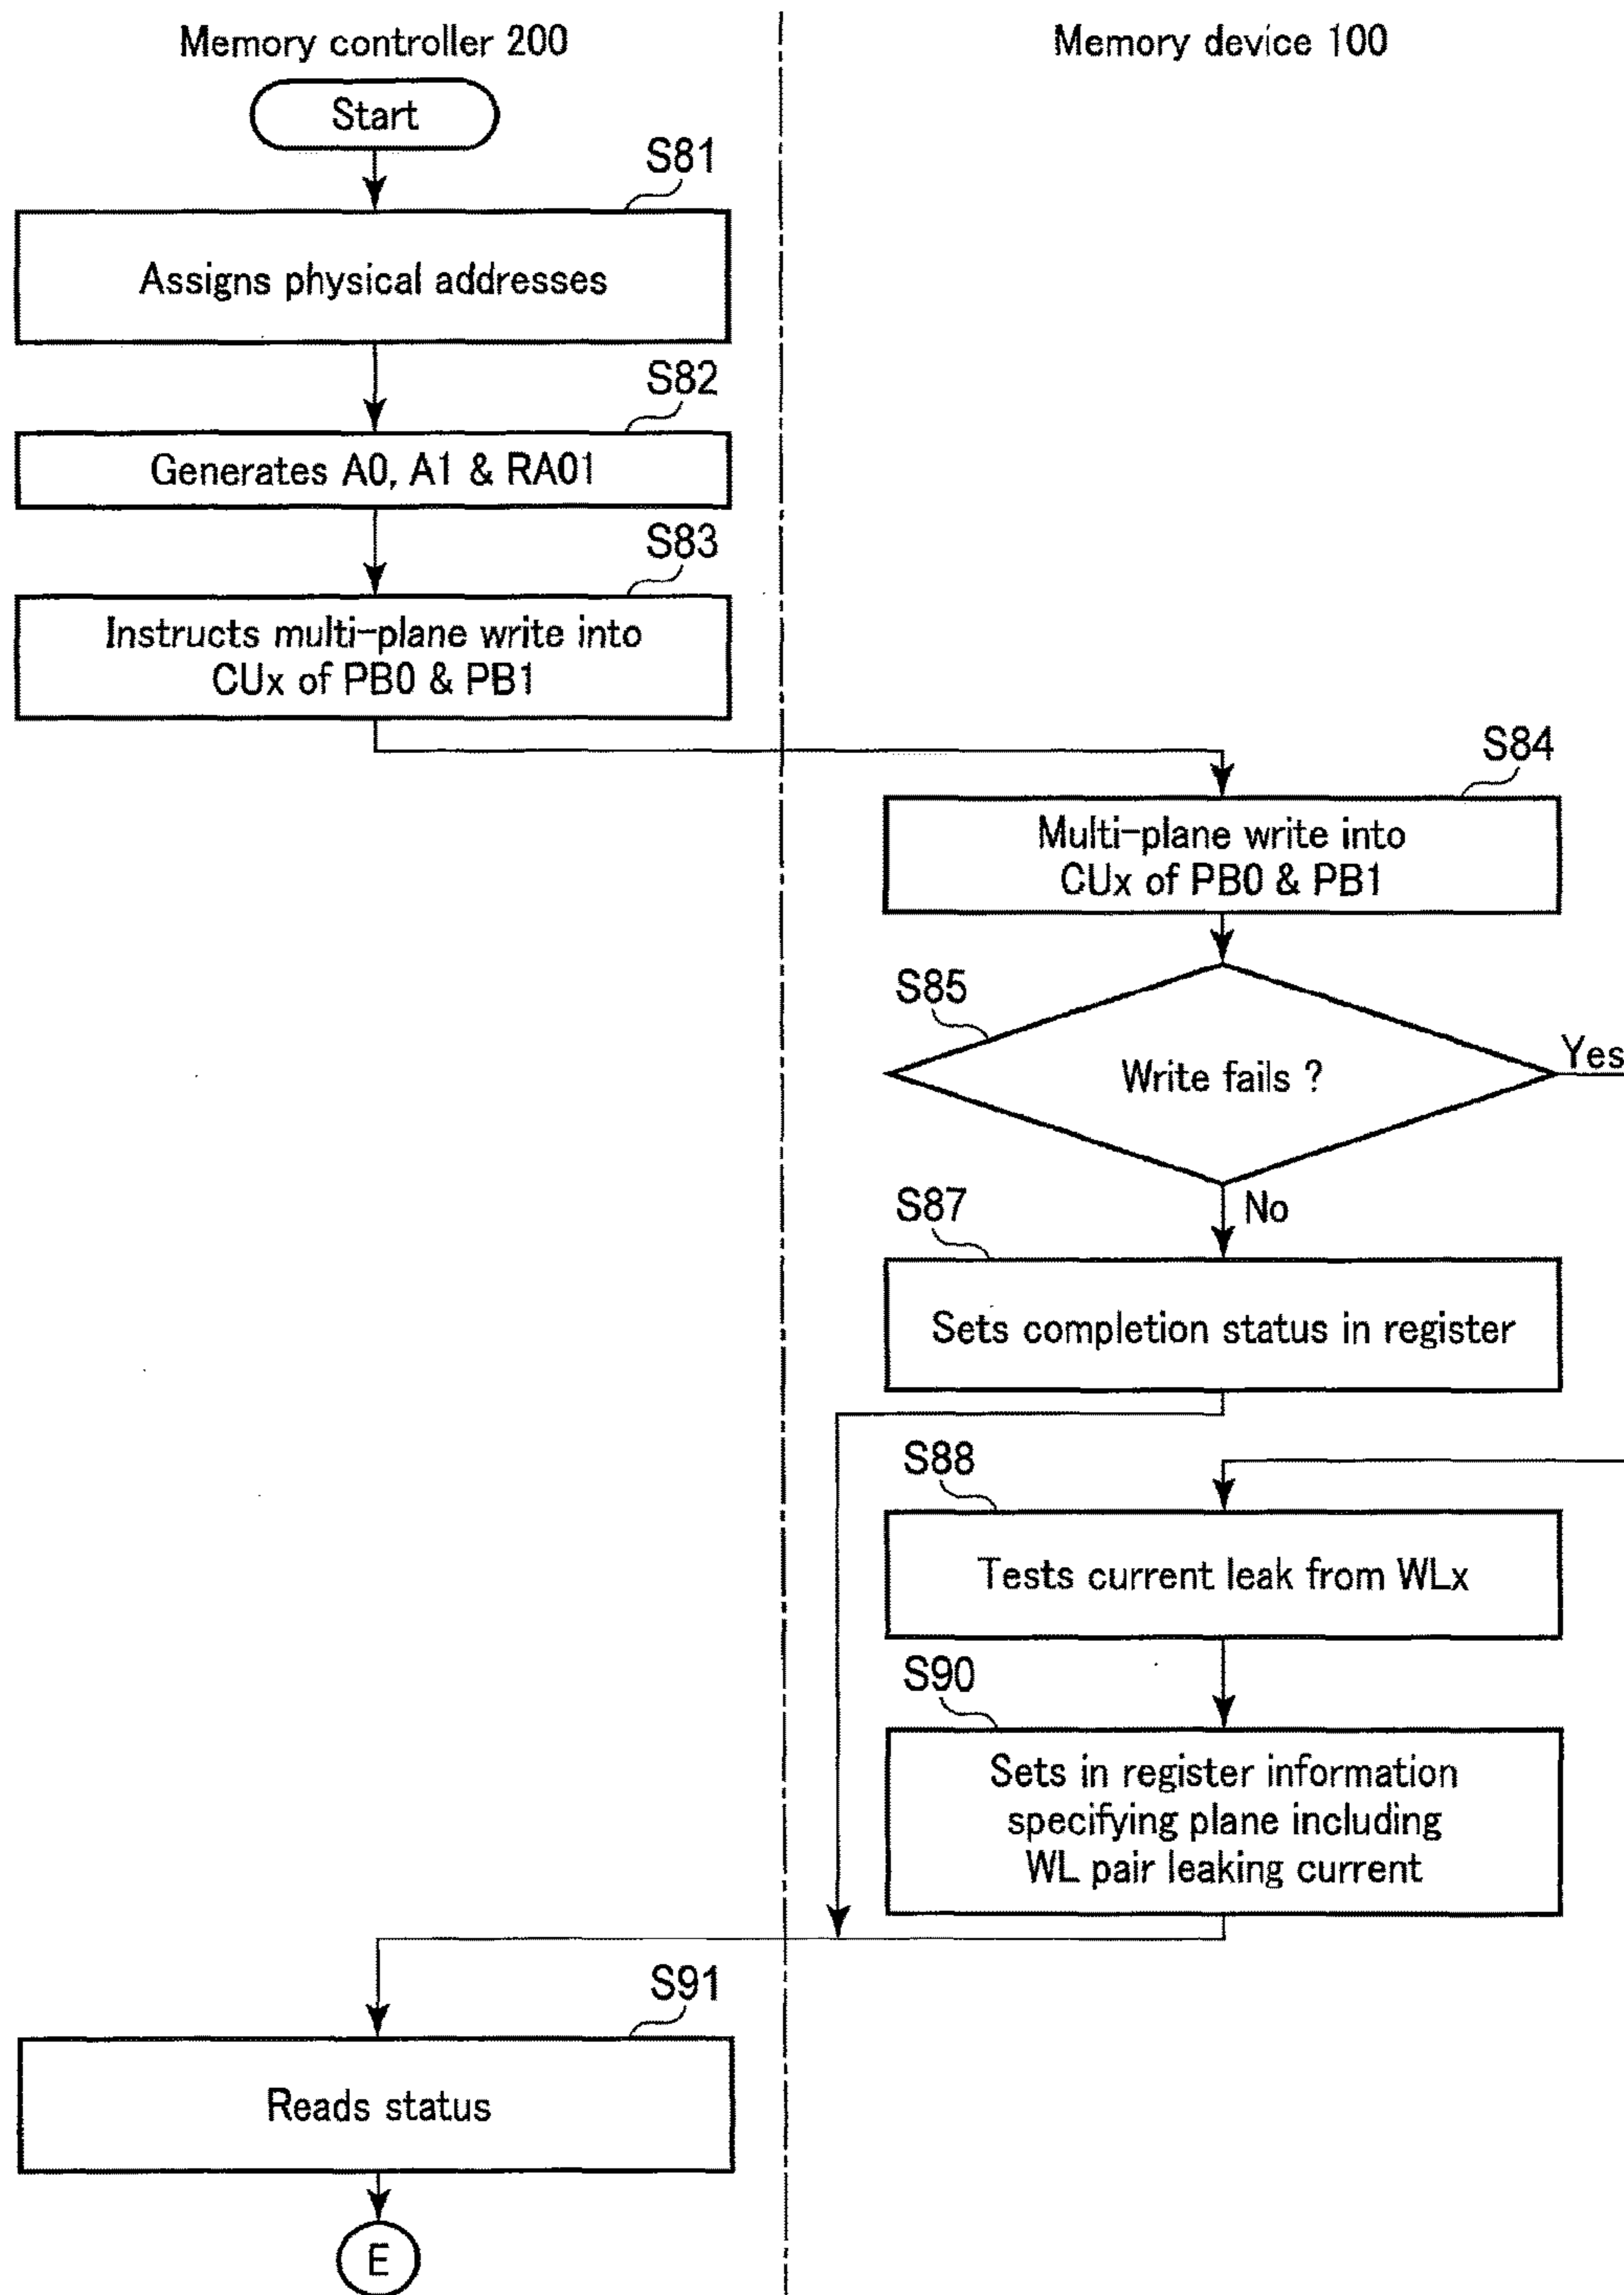 Memory controller 200
Memory device 100
Start
S81
Assigns physical addresses
S82
Generates A0, A1 & RA01
S83
Instructs multi-plane write into
CUx of PB0 & PB1
S84
Multi-plane write into
CUx of PB0 & PB1
S85
Write fails ?
Yes
No
S87
Sets completion status in register
S88
Tests current leak from WLx
S90
Sets in register information
specifying plane including
WL pair leaking current
S91
Reads status
E